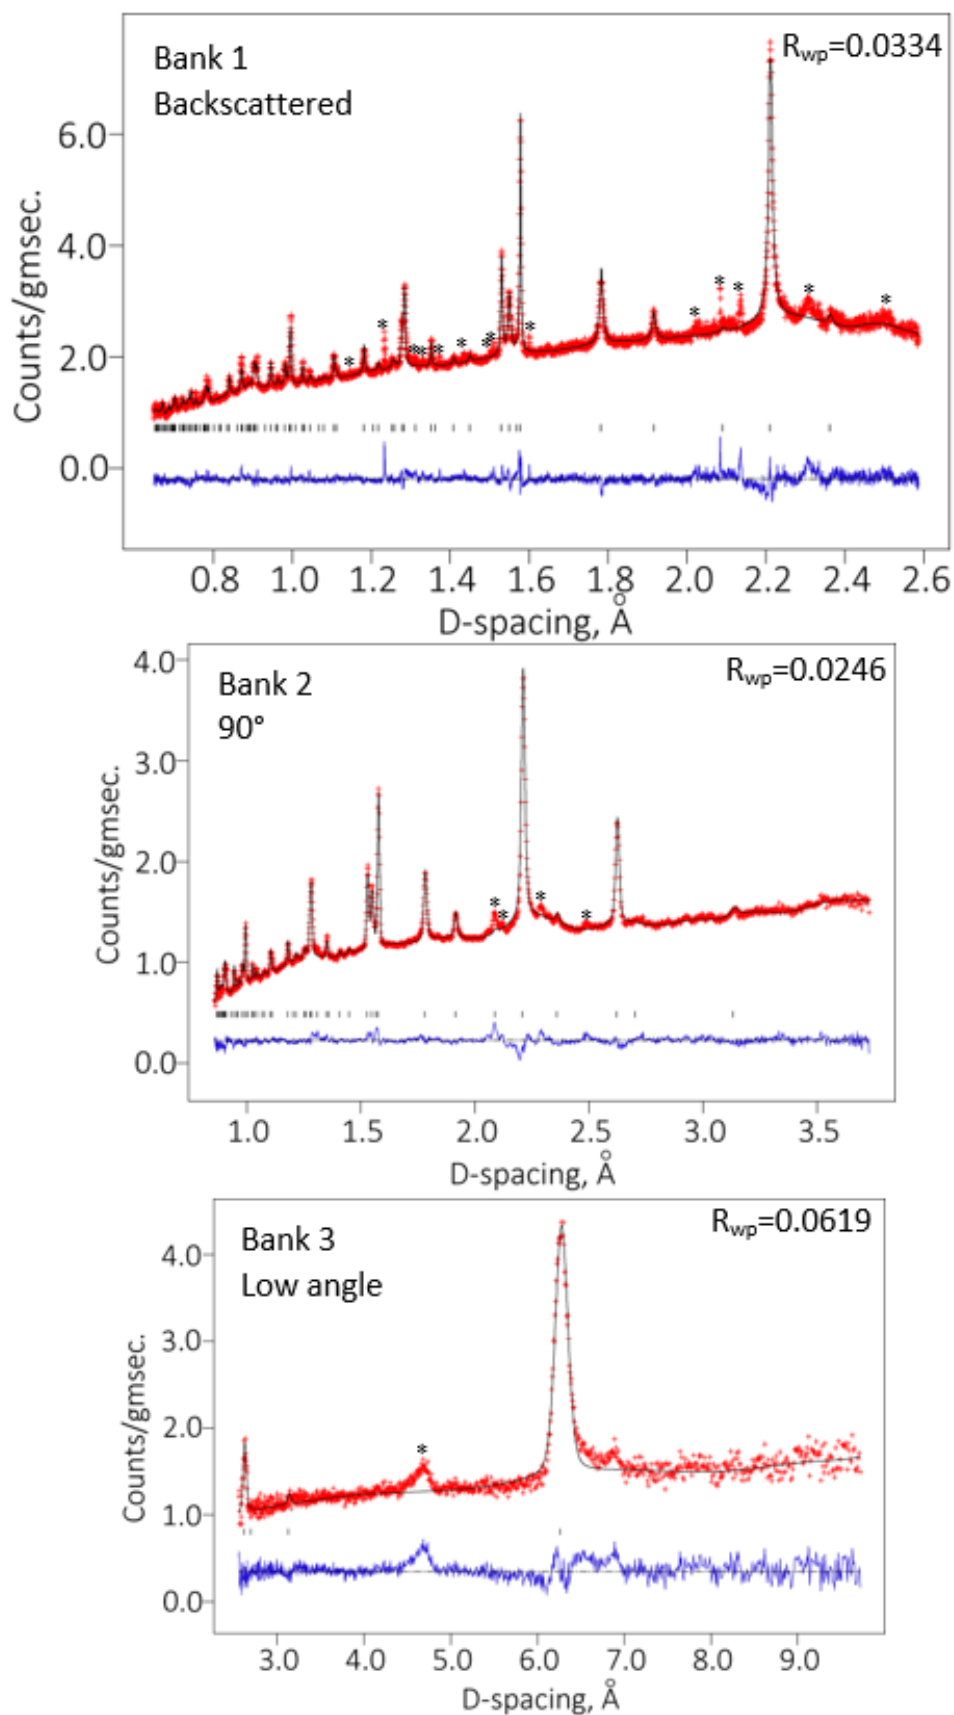 Bank 1
Backscattered
Rwp=0.0334
Counts/gmsec.
6.0
4.0
2.0
0.0
* * * * * * * * * * * * *
0.8 1.0 1.2 1.4 1.6 1.8 2.0 2.2 2.4 2.6
D-spacing, Å
Bank 2
90°
Rwp=0.0246
Counts/gmsec.
4.0
3.0
2.0
1.0
0.0
* * * *
1.0 1.5 2.0 2.5 3.0 3.5
D-spacing, Å
Bank 3
Low angle
Rwp=0.0619
Counts/gmsec.
4.0
3.0
2.0
1.0
0.0
*
3.0 4.0 5.0 6.0 7.0 8.0 9.0
D-spacing, Å